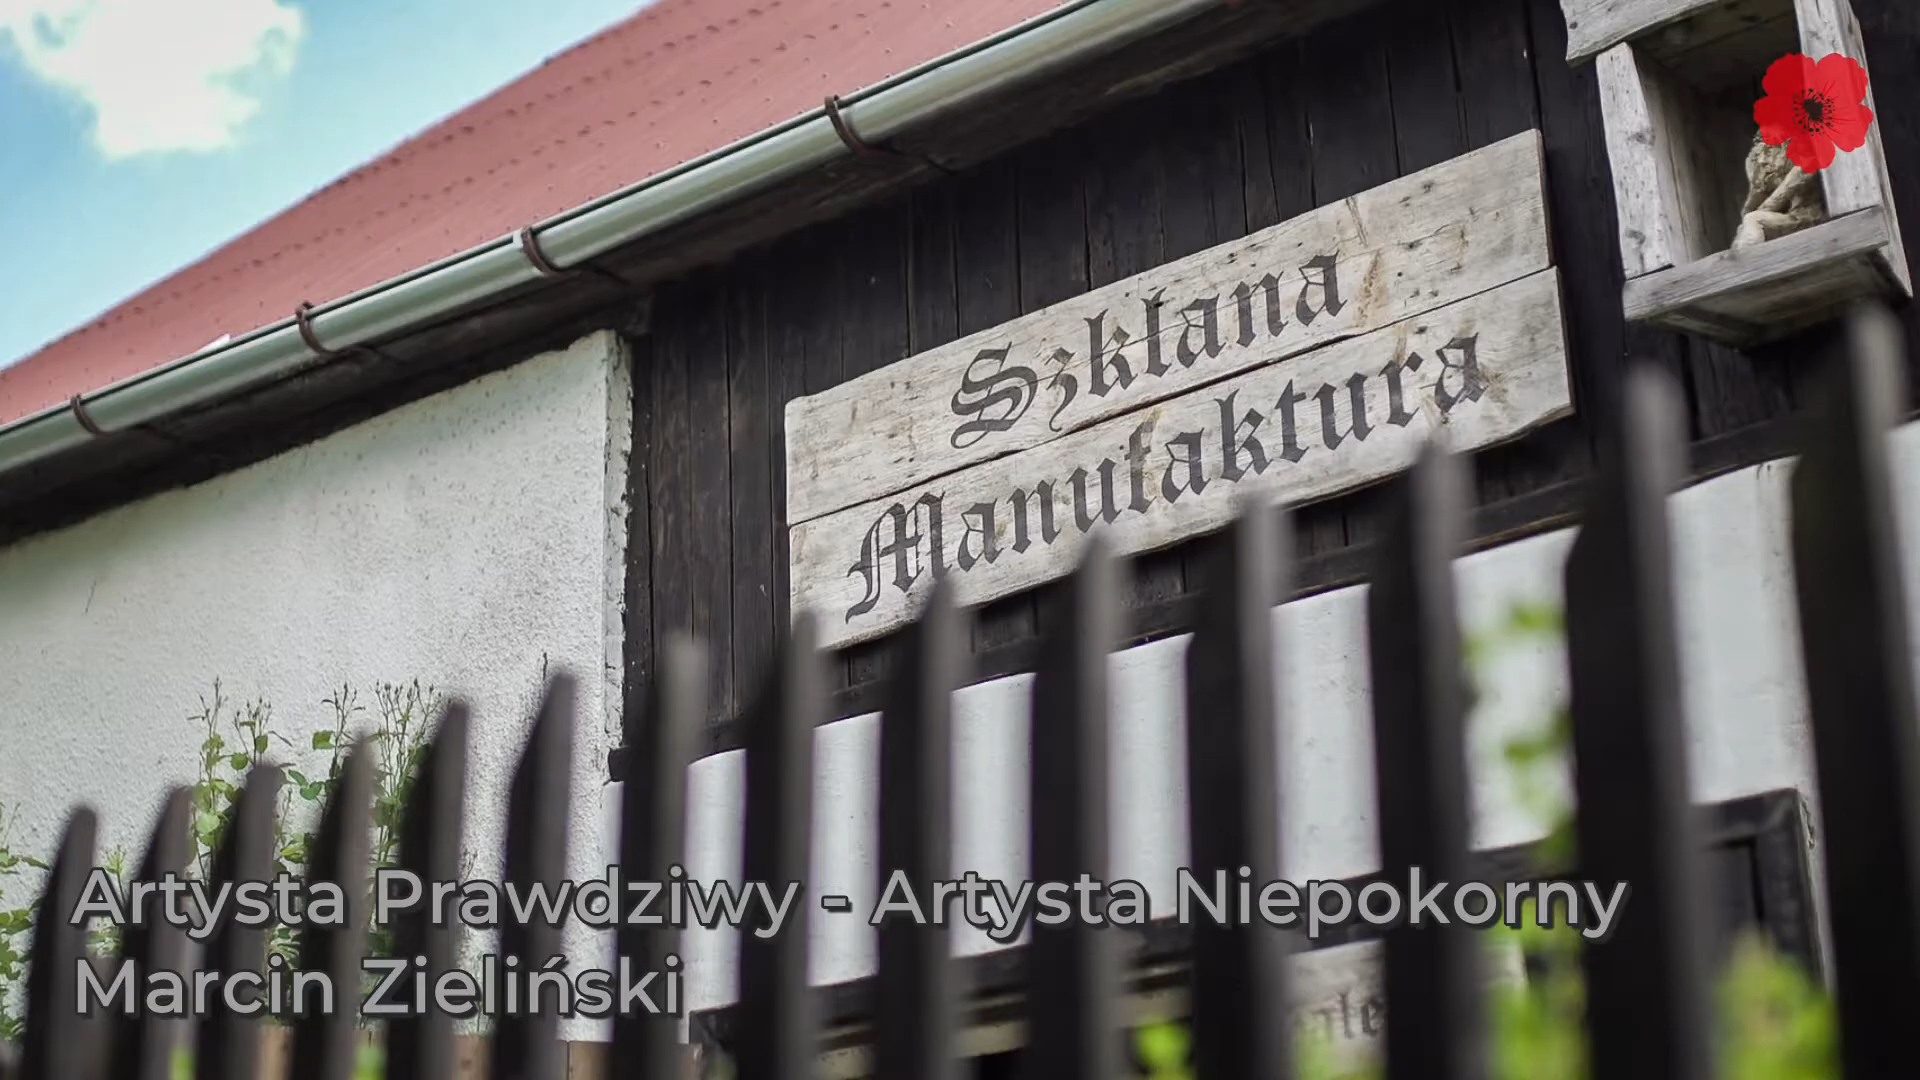 Szklana
Manufaktura
Artysta Prawdziwy - Artysta Niepokorny
Marcin Zieliński